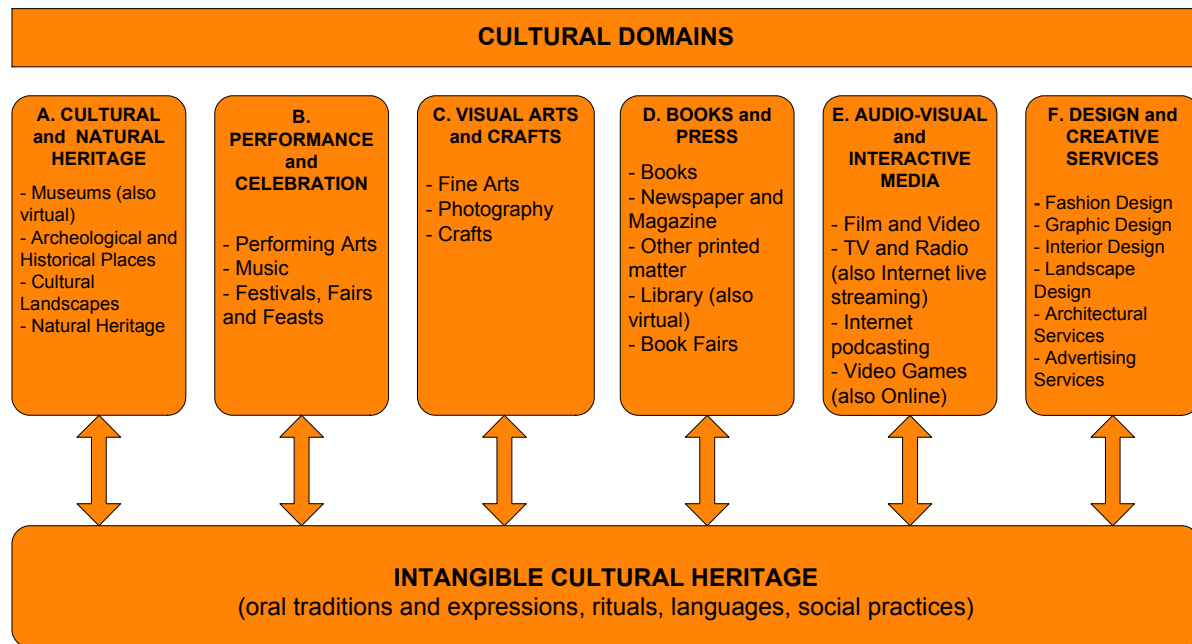 CULTURAL DOMAINS
A. CULTURAL
and NATURAL
HERITAGE
- Museums (also
virtual)
- Archeological and
Historical Places
- Cultural
Landscapes
- Natural Heritage
B.
PERFORMANCE
and
CELEBRATION
- Performing Arts
- Music
- Festivals, Fairs
and Feasts
C. VISUAL ARTS
and CRAFTS
- Fine Arts
- Photography
- Crafts
D. BOOKS and
PRESS
- Books
- Newspaper and
Magazine
- Other printed
matter
- Library (also
virtual)
- Book Fairs
E. AUDIO-VISUAL
and
INTERACTIVE
MEDIA
- Film and Video
- TV and Radio
(also Internet live
streaming)
- Internet
podcasting
- Video Games
(also Online)
F. DESIGN and
CREATIVE
SERVICES
- Fashion Design
- Graphic Design
- Interior Design
- Landscape
Design
- Architectural
Services
- Advertising
Services
INTANGIBLE CULTURAL HERITAGE
(oral traditions and expressions, rituals, languages, social practices)